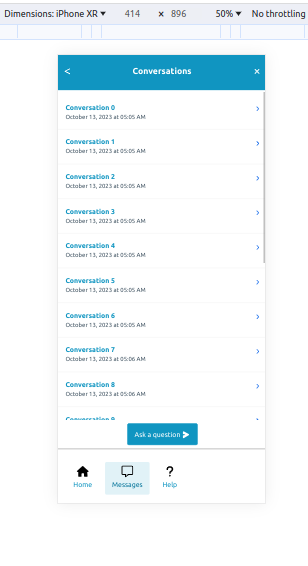 Dimensions: iPhone XR ▼ 414 × 896 50% ▼ No throttling
< Conversations ×
Conversation 0
October 13, 2023 at 05:05 AM
Conversation 1
October 13, 2023 at 05:05 AM
Conversation 2
October 13, 2023 at 05:05 AM
Conversation 3
October 13, 2023 at 05:05 AM
Conversation 4
October 13, 2023 at 05:05 AM
Conversation 5
October 13, 2023 at 05:05 AM
Conversation 6
October 13, 2023 at 05:05 AM
Conversation 7
October 13, 2023 at 05:06 AM
Conversation 8
October 13, 2023 at 05:06 AM
Conversation 9
Ask a question
Home Messages Help